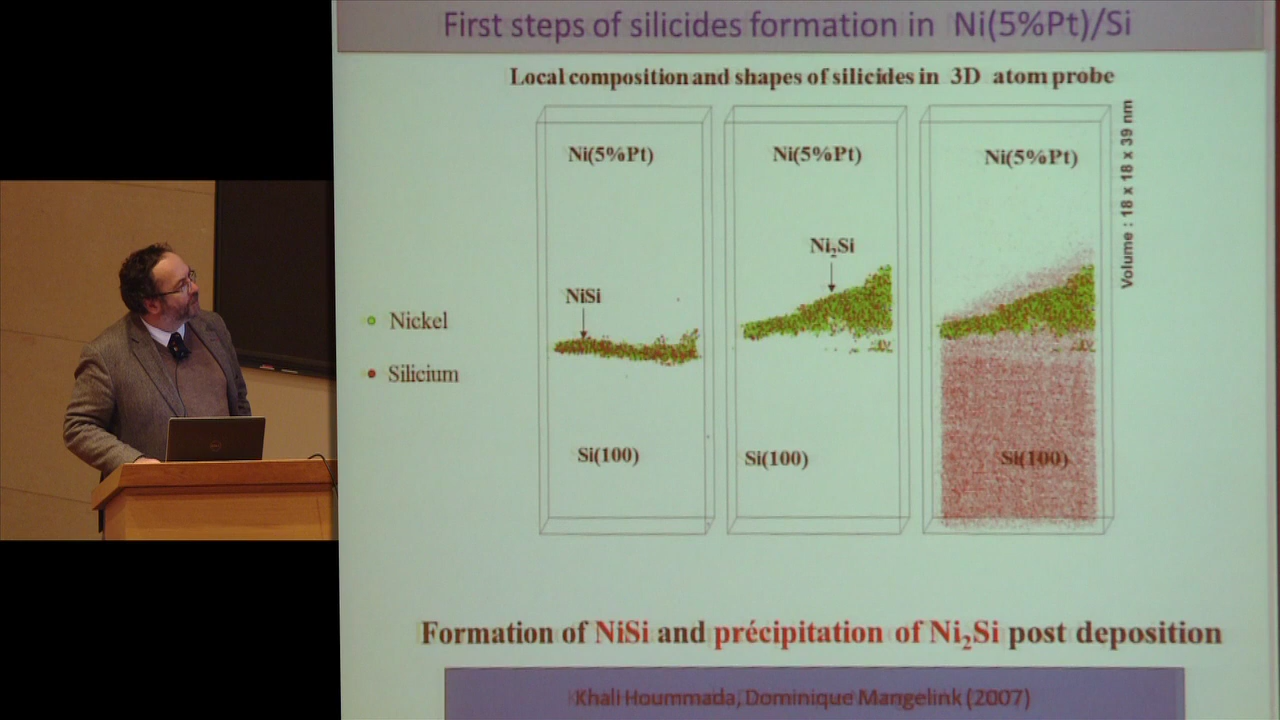 First steps of silicides formation in Ni(5%Pt)/Si
Local composition and shapes of silicides in 3D atom probe
Ni(5%Pt)
Ni(5%Pt)
Ni(5%Pt)
Volume : 18 x 18 x 39 nm
Ni₂Si
NiSi
Nickel
Silicium
Si(100)
Si(100)
Si(100)
Formation of NiSi and précipitation of Ni₂Si post deposition
Khali Hoummada, Dominique Mangelink (2007)